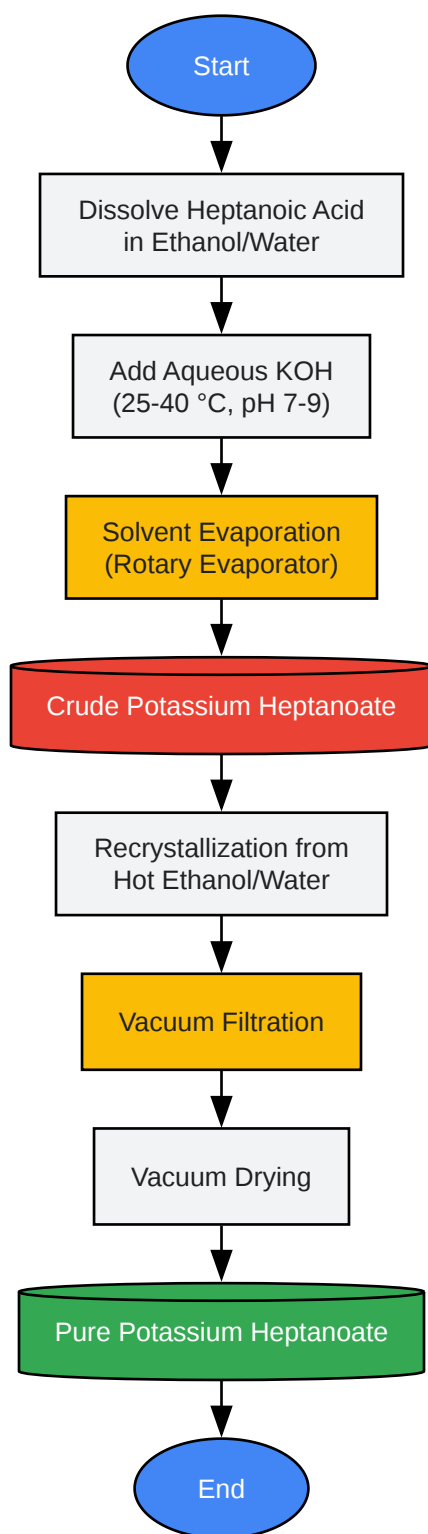 Start
Dissolve Heptanoic Acid
in Ethanol/Water
Add Aqueous KOH
(25-40 °C, pH 7-9)
Solvent Evaporation
(Rotary Evaporator)
Crude Potassium Heptanoate
Recrystallization from
Hot Ethanol/Water
Vacuum Filtration
Vacuum Drying
Pure Potassium Heptanoate
End